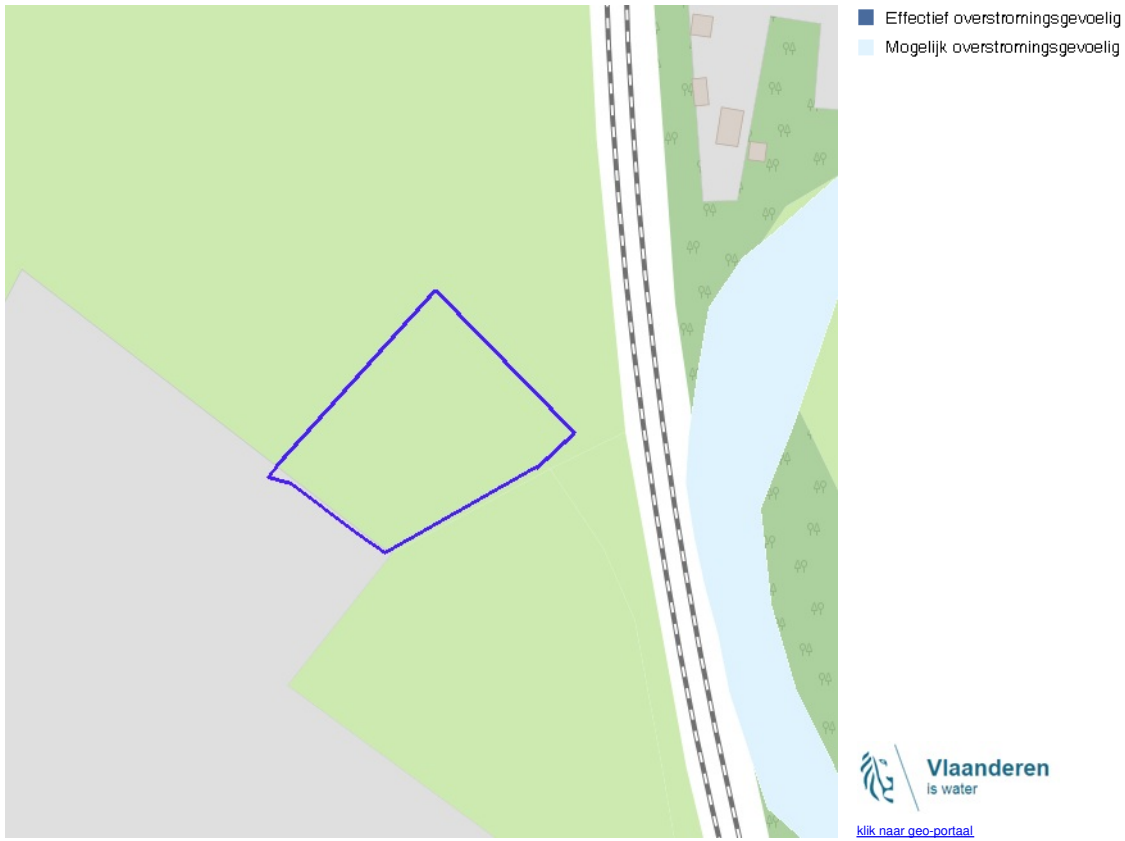 Effectief overstromingsgevoelig
Mogelijk overstromingsgevoelig
Vlaanderen
is water
klik naar geo-portaal